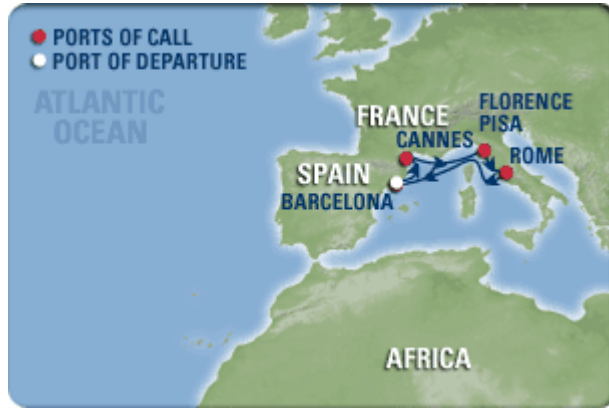 PORTS OF CALL
PORT OF DEPARTURE
ATLANTIC
OCEAN
FRANCE
FLORENCE
PISA
CANNES
ROME
SPAIN
BARCELONA
AFRICA